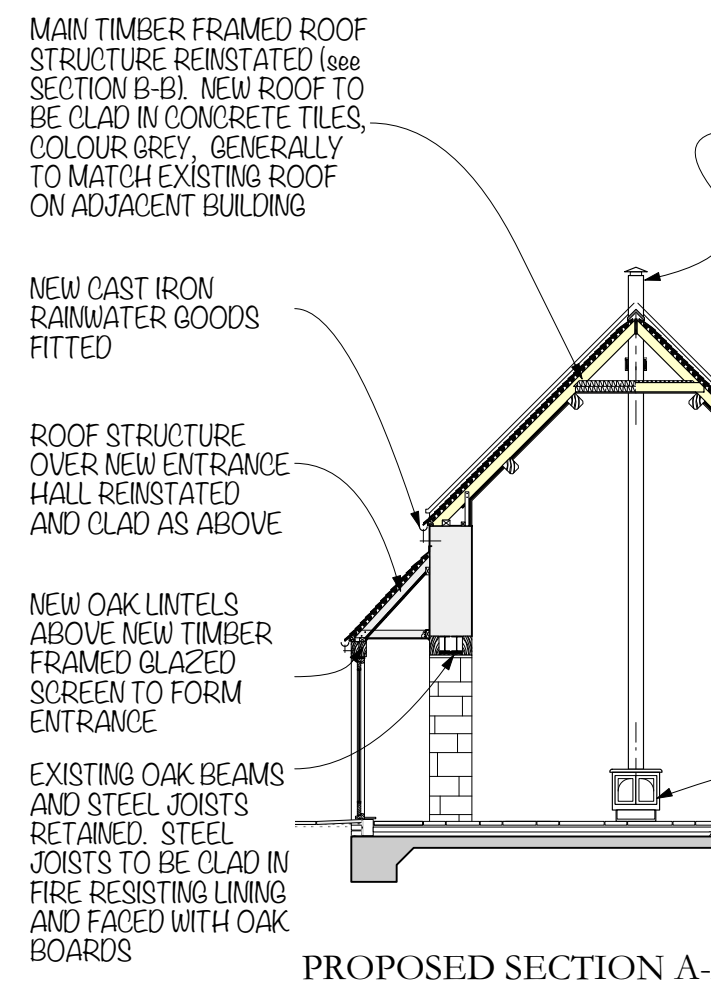 MAIN TIMBER FRAMED ROOF
STRUCTURE REINSTATED (see
SECTION B-B). NEW ROOF TO
BE CLAD IN CONCRETE TILES,
COLOUR GREY, GENERALLY
TO MATCH EXISTING ROOF
ON ADJACENT BUILDING
NEW CAST IRON
RAINWATER GOODS
FITTED
ROOF STRUCTURE
OVER NEW ENTRANCE
HALL REINSTATED
AND CLAD AS ABOVE
NEW OAK LINTELS
ABOVE NEW TIMBER
FRAMED GLAZED
SCREEN TO FORM
ENTRANCE
EXISTING OAK BEAMS
AND STEEL JOISTS
RETAINED. STEEL
JOISTS TO BE CLAD IN
FIRE RESISTING LINING
AND FACED WITH OAK
BOARDS
PROPOSED SECTION A-